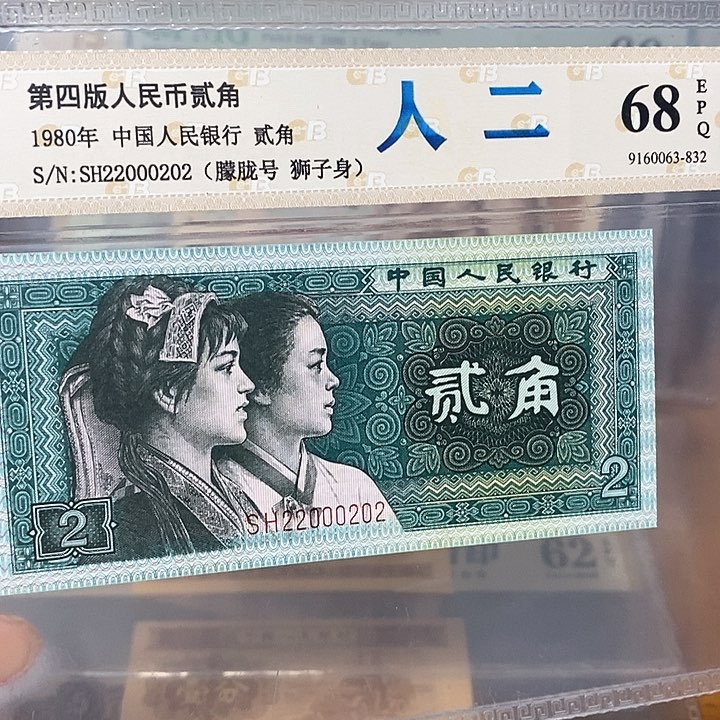 第四版人民币贰角
1980年 中国人民银行 贰角
S/N:SH22000202（朦胧号 狮子身）
人 二
68
EPQ
9160063-832
中国人民银行
贰角
2
2
SH22000202
62